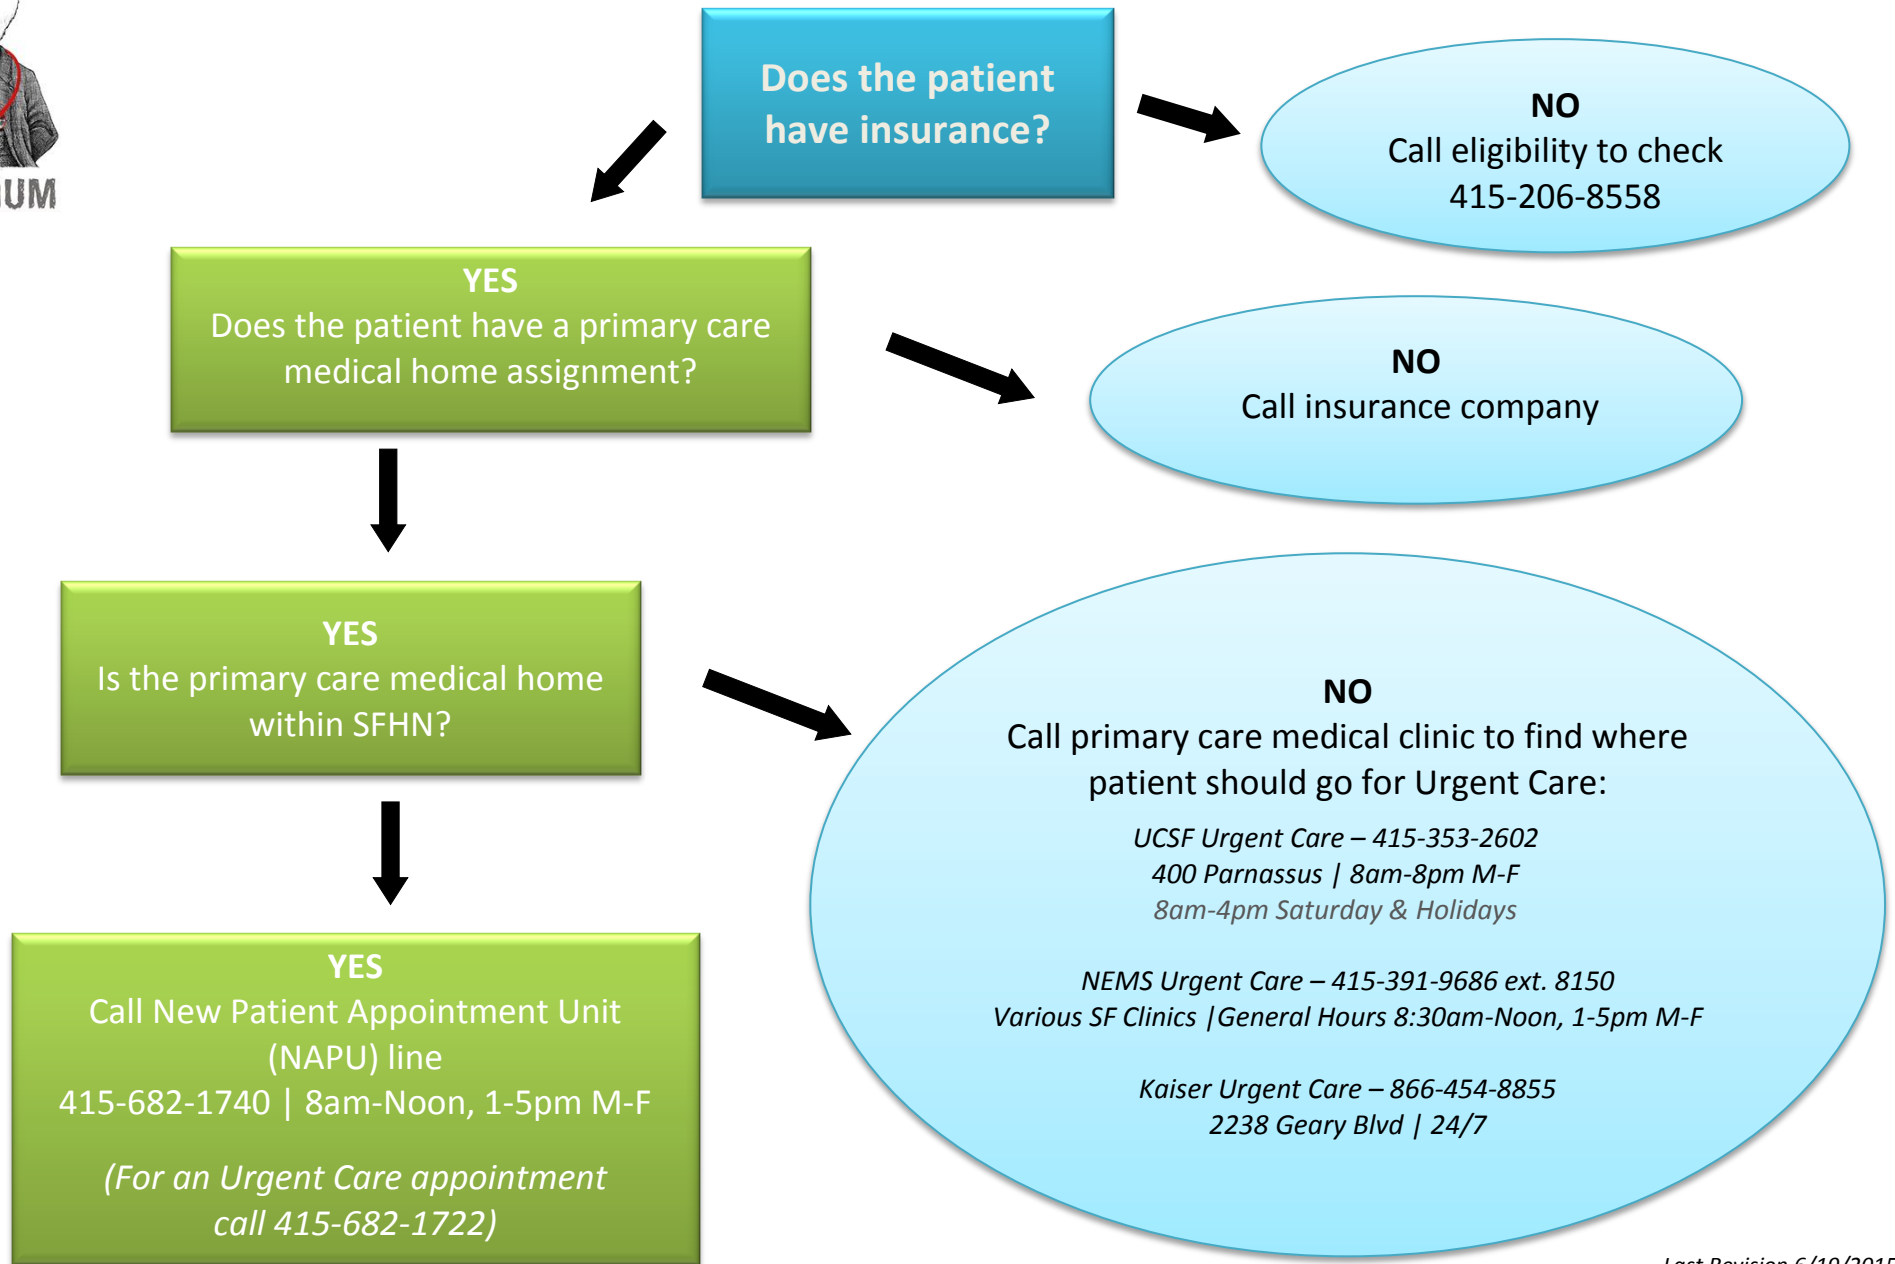 Does the patient
have insurance?
NO
Call eligibility to check
415-206-8558
YES
Does the patient have a primary care
medical home assignment?
NO
Call insurance company
YES
Is the primary care medical home
within SFHN?
NO
Call primary care medical clinic to find where
patient should go for Urgent Care:
UCSF Urgent Care – 415-353-2602
400 Parnassus | 8am-8pm M-F
8am-4pm Saturday & Holidays
NEMS Urgent Care – 415-391-9686 ext. 8150
Various SF Clinics |General Hours 8:30am-Noon, 1-5pm M-F
Kaiser Urgent Care – 866-454-8855
2238 Geary Blvd | 24/7
YES
Call New Patient Appointment Unit
(NAPU) line
415-682-1740 | 8am-Noon, 1-5pm M-F
(For an Urgent Care appointment
call 415-682-1722)
Last Revision 6/19/2015